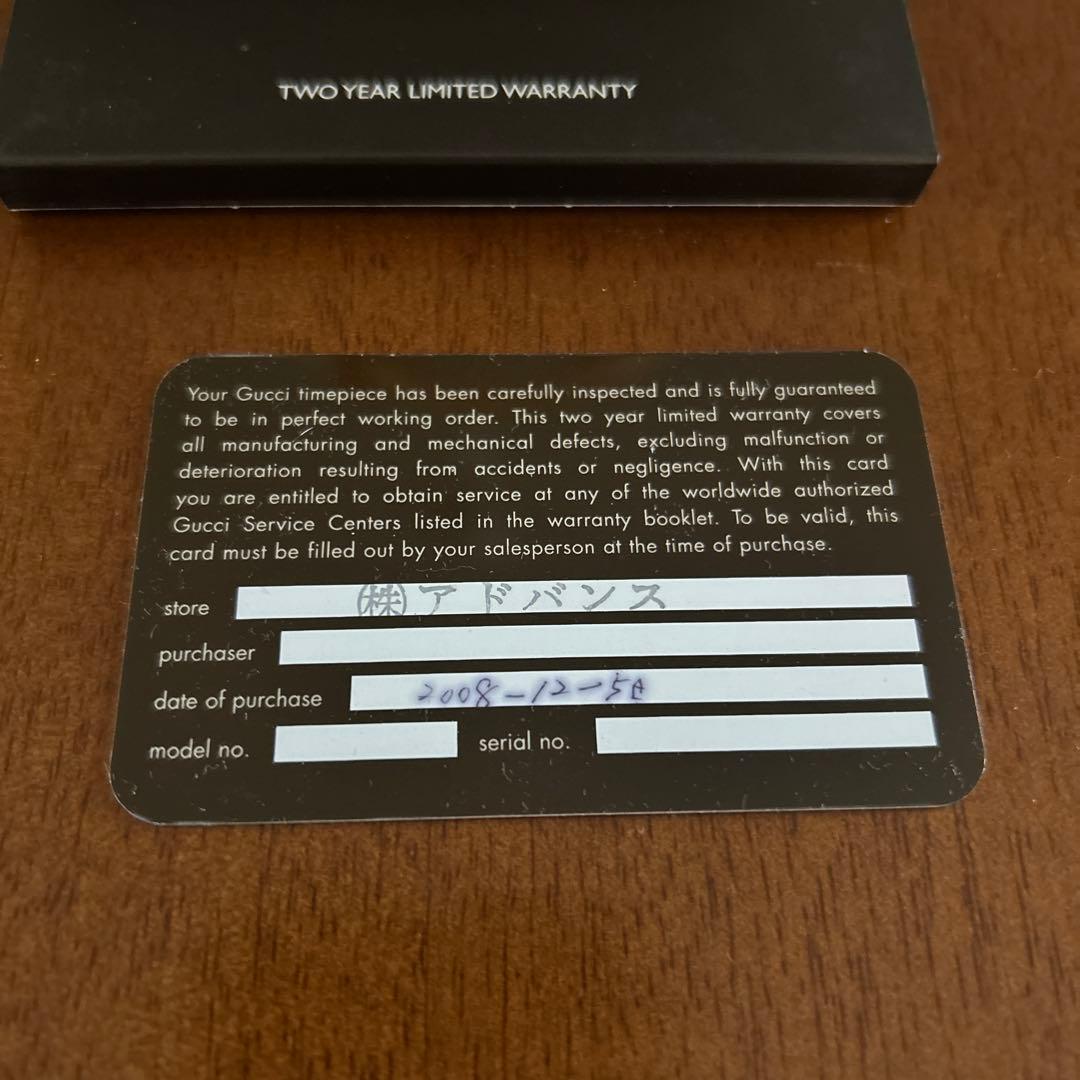 TWO YEAR LIMITED WARRANTY
Your Gucci timepiece has been carefully inspected and is fully guaranteed
to be in perfect working order. This two year limited warranty covers
all manufacturing and mechanical defects, excluding malfunction or
deterioration resulting from accidents or negligence. With this card
you are entitled to obtain service at any of the worldwide authorized
Gucci Service Centers listed in the warranty booklet. To be valid, this
card must be filled out by your salesperson at the time of purchase.
store ㈱アドバンス
purchaser
date of purchase 2008-12-5日
model no. serial no.